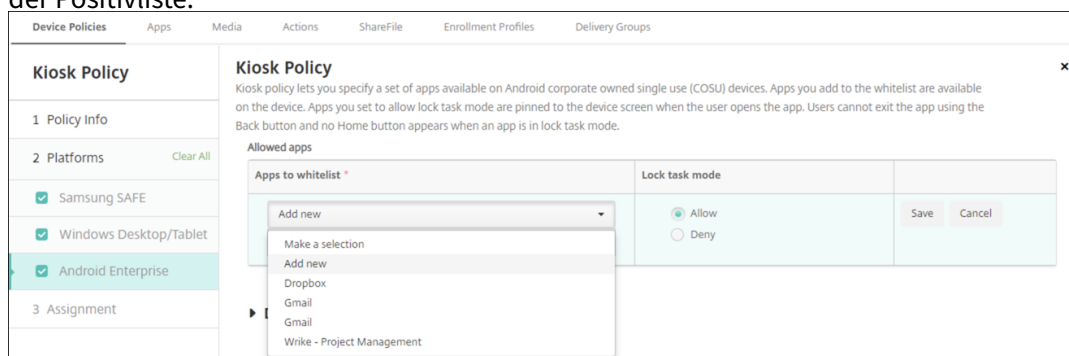 der Positivliste.
Device Policies Apps Media Actions ShareFile Enrollment Profiles Delivery Groups
Kiosk Policy
1 Policy Info
2 Platforms Clear All
Samsung SAFE
Windows Desktop/Tablet
Android Enterprise
3 Assignment
Kiosk Policy
Kiosk policy lets you specify a set of apps available on Android corporate owned single use (COSU) devices. Apps you add to the whitelist are available
on the device. Apps you set to allow lock task mode are pinned to the device screen when the user opens the app. Users cannot exit the app using the
Back button and no Home button appears when an app is in lock task mode.
Allowed apps
Apps to whitelist * Lock task mode
Add new Allow Save Cancel
Deny
Make a selection
Add new
Dropbox
Gmail
Gmail
Wrike - Project Management